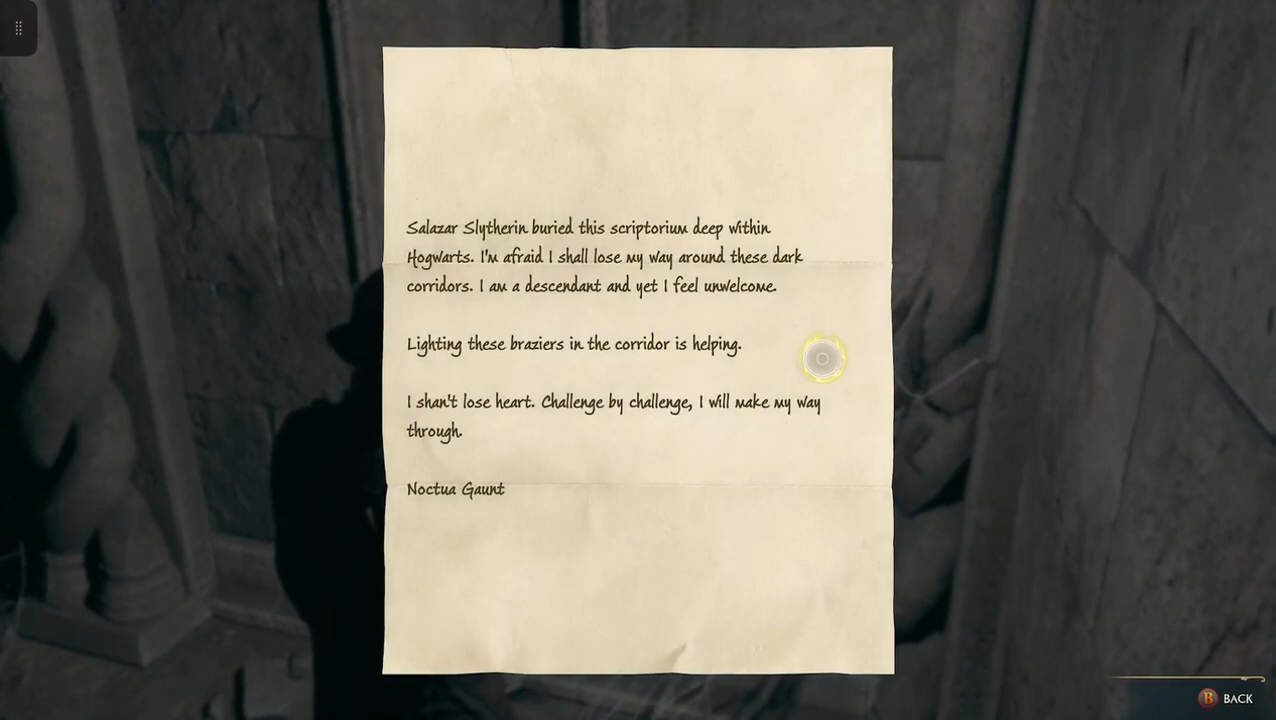 Salazar Slytherin buried this scriptorium deep within
Hogwarts. I'm afraid I shall lose my way around these dark
corridors. I am a descendant and yet I feel unwelcome.
Lighting these braziers in the corridor is helping.
I shan't lose heart. Challenge by challenge, I will make my way
through.
Noctua Gaunt
B BACK